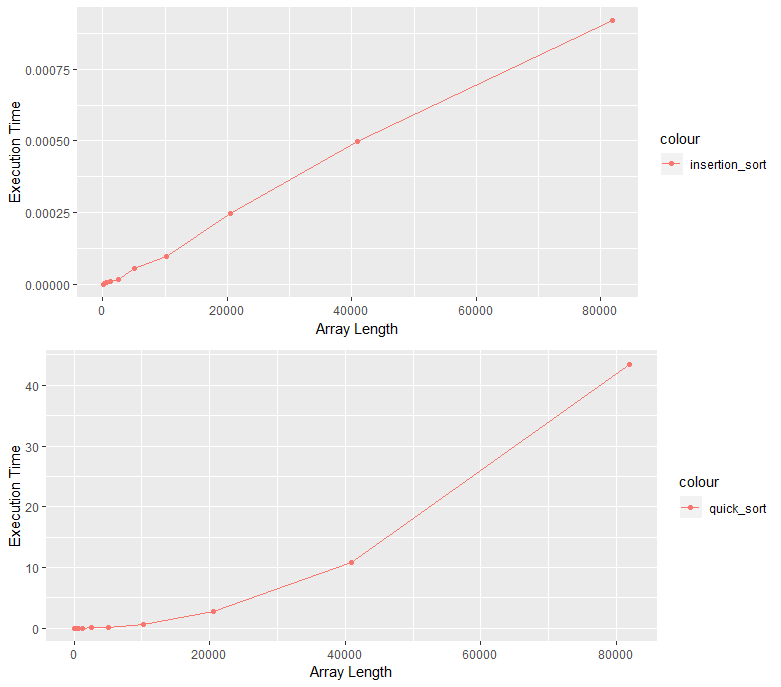 0.00075
0.00050
0.00025
0.00000
Execution Time
0 20000 40000 60000 80000
Array Length
colour
insertion_sort
40
30
20
10
0
Execution Time
0 20000 40000 60000 80000
Array Length
colour
quick_sort